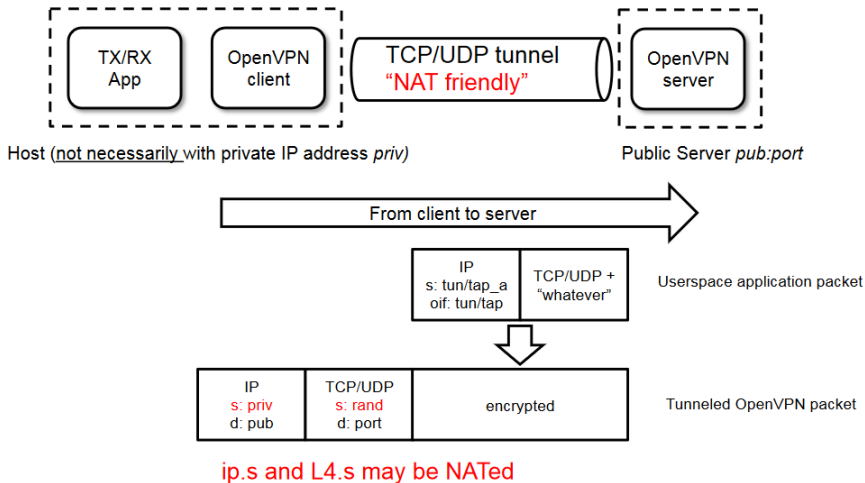 TX/RX
App
OpenVPN
client
TCP/UDP tunnel
“NAT friendly”
OpenVPN
server
Host (not necessarily with private IP address priv)
Public Server pub:port
From client to server
IP
s: tun/tap_a
oif: tun/tap
TCP/UDP +
“whatever”
Userspace application packet
IP
s: priv
d: pub
TCP/UDP
s: rand
d: port
encrypted
Tunneled OpenVPN packet
ip.s and L4.s may be NATed